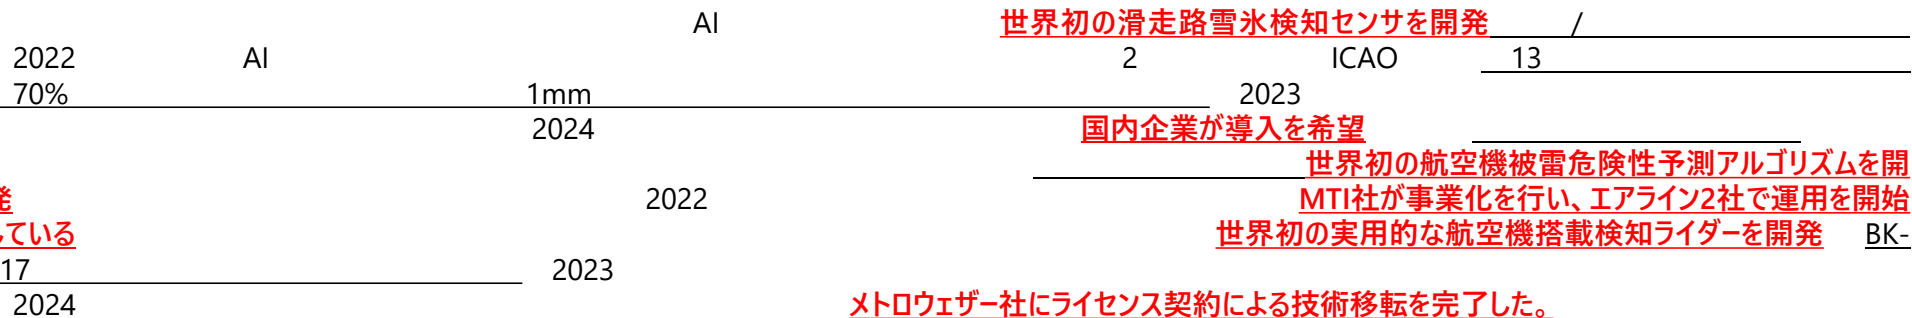 AI 世界初の滑走路雪氷検知センサを開発 /
2022 AI 2 ICAO 13
70% 1mm 2023
2024 国内企業が導入を希望
世界初の航空機被雷危険性予測アルゴリズムを開
発 2022 MTI社が事業化を行い、エアライン2社で運用を開始
している 世界初の実用的な航空機搭載検知ライダーを開発 BK-
17 2023
2024 メトロウェザー社にライセンス契約による技術移転を完了した。